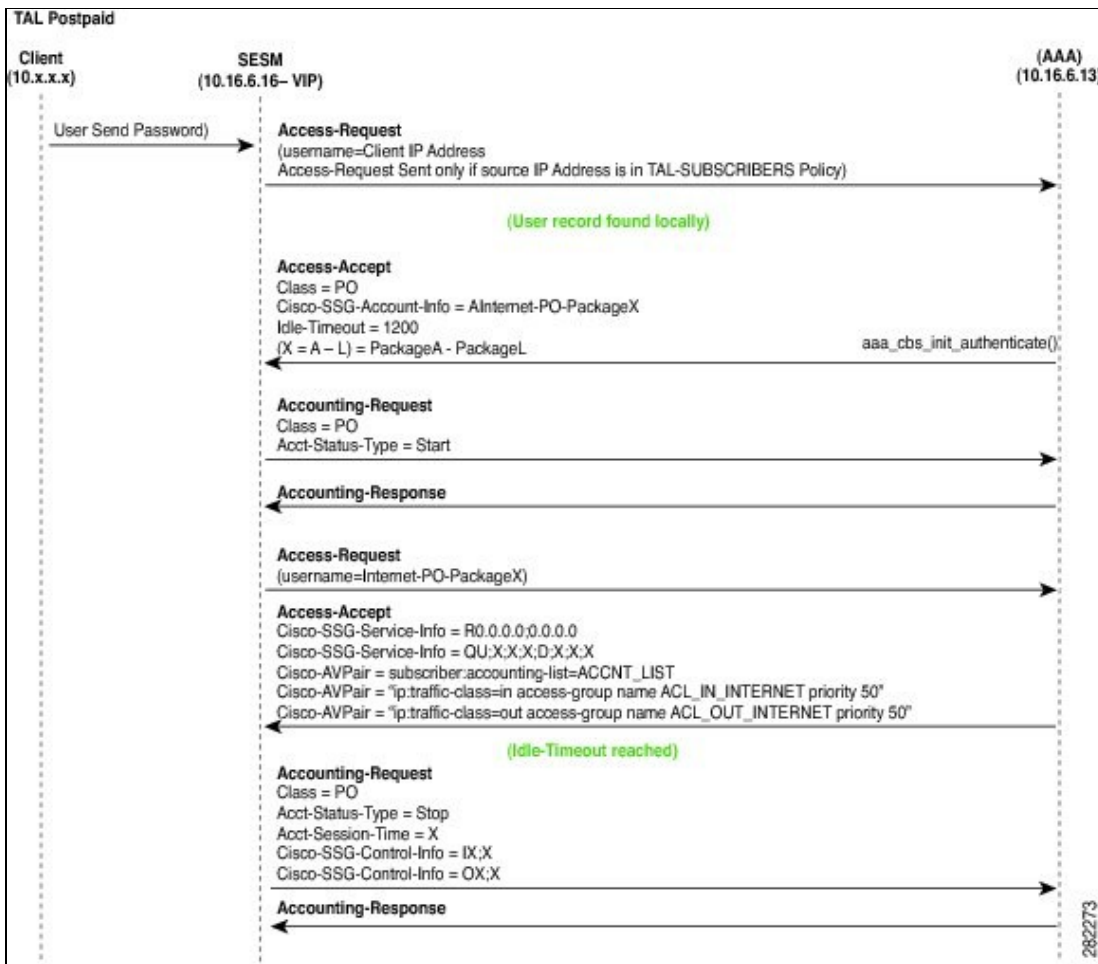 TAL Postpaid
Client
(10.x.x.x)
SESM
(10.16.6.16– VIP)
(AAA)
(10.16.6.13)
User Send Password)
Access-Request
(username=Client IP Address
Access-Request Sent only if source IP Address is in TAL-SUBSCRIBERS Policy)
(User record found locally)
Access-Accept
Class = PO
Cisco-SSG-Account-Info = AInternet-PO-PackageX
Idle-Timeout = 1200
(X = A – L) = PackageA - PackageL
aaa_cbs_init_authenticate()
Accounting-Request
Class = PO
Acct-Status-Type = Start
Accounting-Response
Access-Request
(username=Internet-PO-PackageX)
Access-Accept
Cisco-SSG-Service-Info = R0.0.0.0;0.0.0.0
Cisco-SSG-Service-Info = QU;X;X;X;D;X;X;X
Cisco-AVPair = subscriber:accounting-list=ACCNT_LIST
Cisco-AVPair = “ip:traffic-class=in access-group name ACL_IN_INTERNET priority 50”
Cisco-AVPair = “ip:traffic-class=out access-group name ACL_OUT_INTERNET priority 50”
(Idle-Timeout reached)
Accounting-Request
Class = PO
Acct-Status-Type = Stop
Acct-Session-Time = X
Cisco-SSG-Control-Info = IX;X
Cisco-SSG-Control-Info = OX;X
Accounting-Response
282273